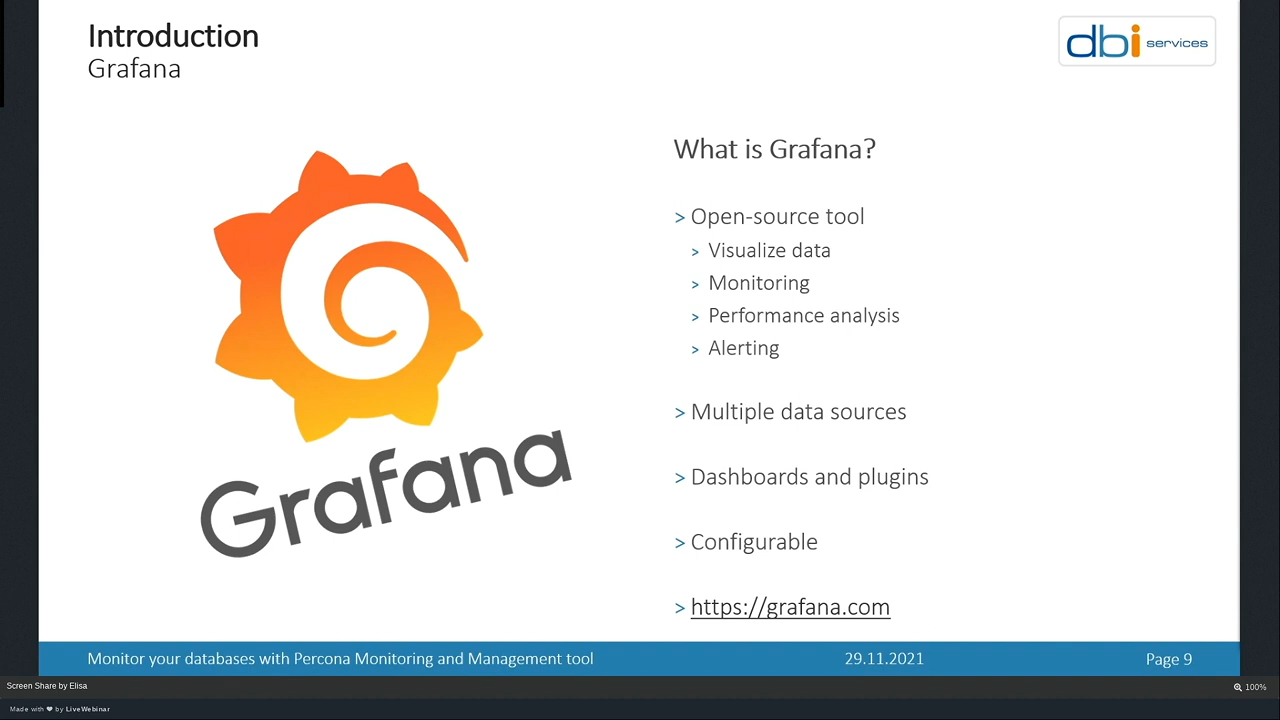 Introduction
Grafana
dbi services
What is Grafana?
> Open-source tool
> Visualize data
> Monitoring
> Performance analysis
> Alerting
> Multiple data sources
> Dashboards and plugins
> Configurable
> https://grafana.com
Grafana
Monitor your databases with Percona Monitoring and Management tool 29.11.2021 Page 9
Screen Share by Elisa 100%
Made with ❤ by LiveWebinar